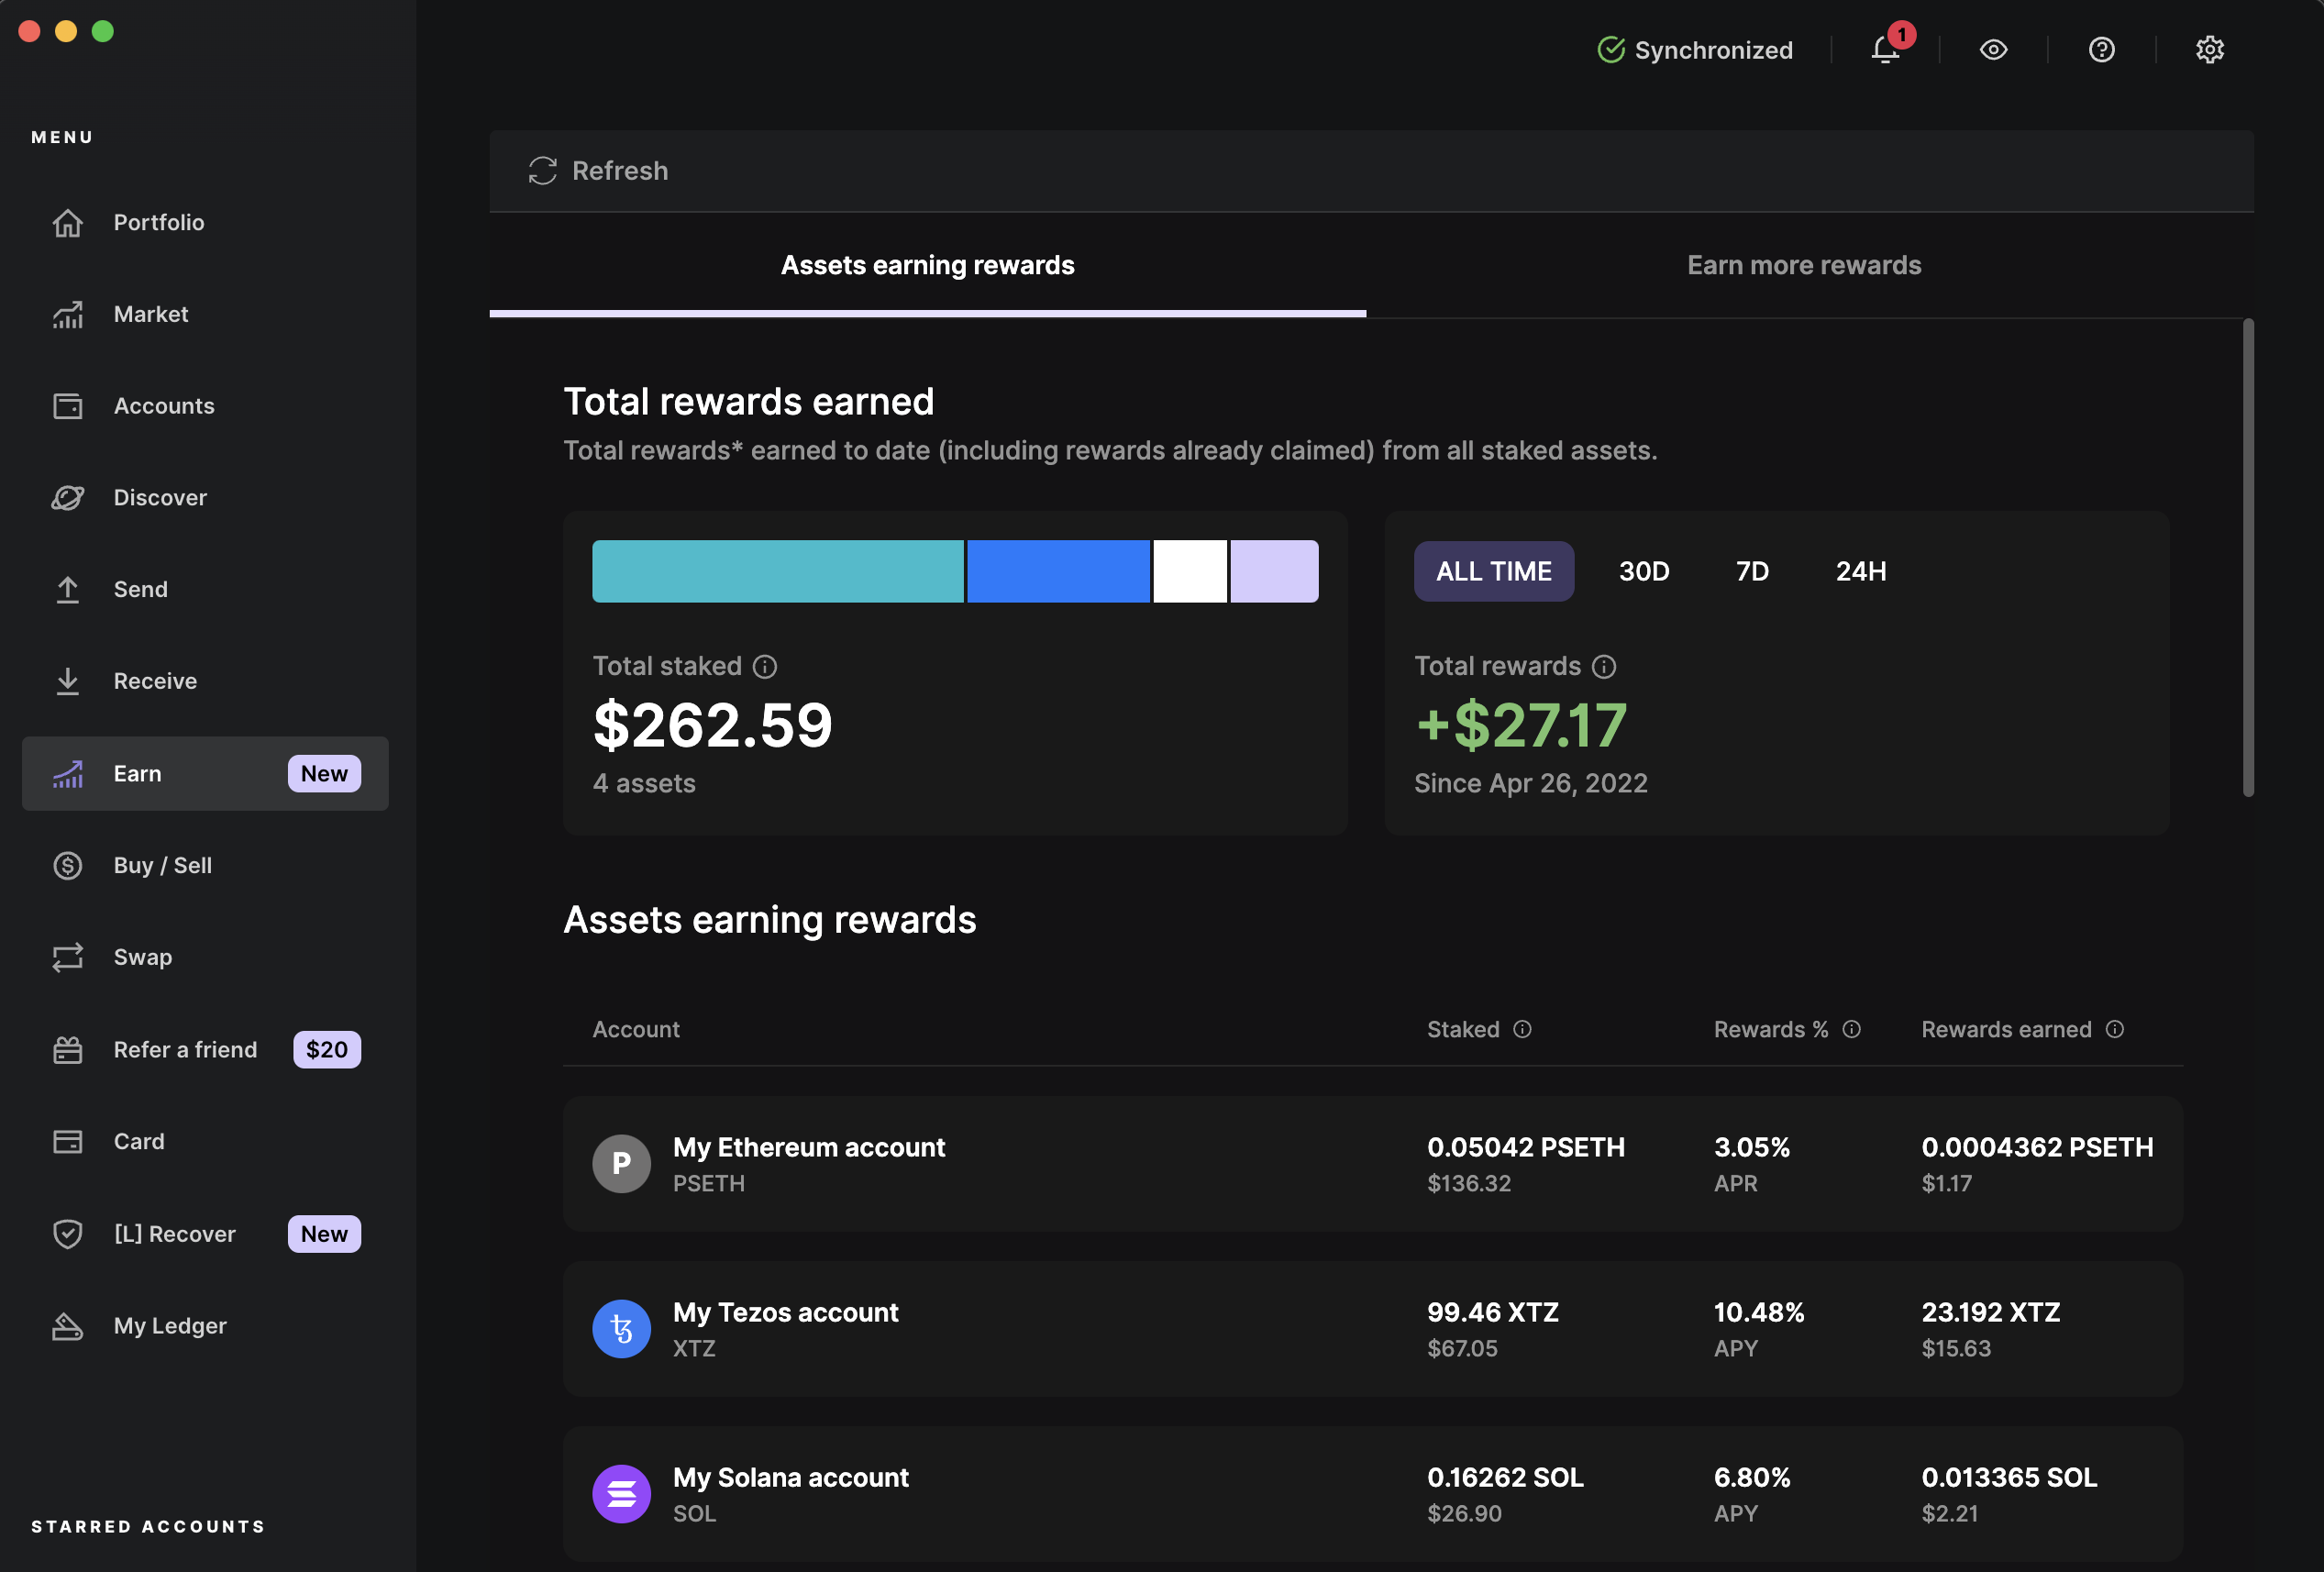 MENU
Portfolio
Market
Accounts
Discover
Send
Receive
Earn New
Buy / Sell
Swap
Refer a friend $20
Card
[L] Recover New
My Ledger
STARRED ACCOUNTS
Synchronized 1
Refresh
Assets earning rewards Earn more rewards
Total rewards earned
Total rewards* earned to date (including rewards already claimed) from all staked assets.
Total staked
$262.59
4 assets
ALL TIME 30D 7D 24H
Total rewards
+$27.17
Since Apr 26, 2022
Assets earning rewards
Account Staked Rewards % Rewards earned
P My Ethereum account 0.05042 PSETH 3.05% 0.0004362 PSETH
PSETH $136.32 APR $1.17
My Tezos account 99.46 XTZ 10.48% 23.192 XTZ
XTZ $67.05 APY $15.63
My Solana account 0.16262 SOL 6.80% 0.013365 SOL
SOL $26.90 APY $2.21